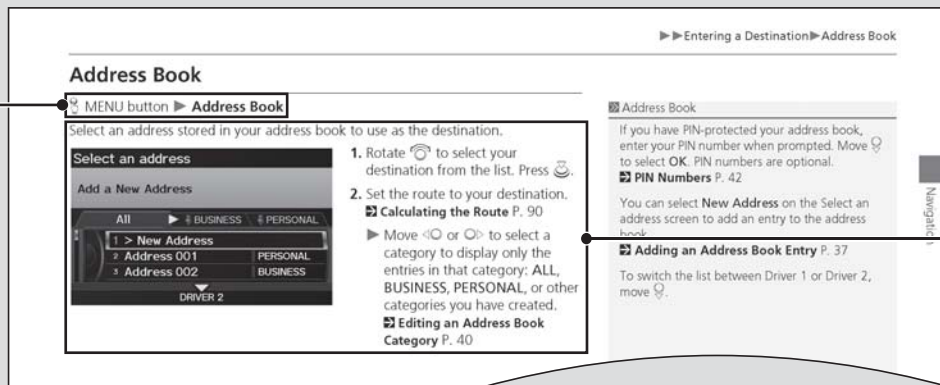 ▶▶Entering a Destination▶Address Book
Address Book
MENU button ▶ Address Book
Select an address stored in your address book to use as the destination.
Select an address
Add a New Address
All ▶ BUSINESS PERSONAL
1 > New Address
2 Address 001 PERSONAL
3 Address 002 BUSINESS
DRIVER 2
1. Rotate to select your
destination from the list. Press .
2. Set the route to your destination.
Calculating the Route P. 90
▶ Move or to select a
category to display only the
entries in that category: ALL,
BUSINESS, PERSONAL, or other
categories you have created.
Editing an Address Book
Category P. 40
Address Book
If you have PIN-protected your address book,
enter your PIN number when prompted. Move
to select OK. PIN numbers are optional.
PIN Numbers P. 42
You can select New Address on the Select an
address screen to add an entry to the address
book.
Adding an Address Book Entry P. 37
To switch the list between Driver 1 or Driver 2,
move .
Navigation